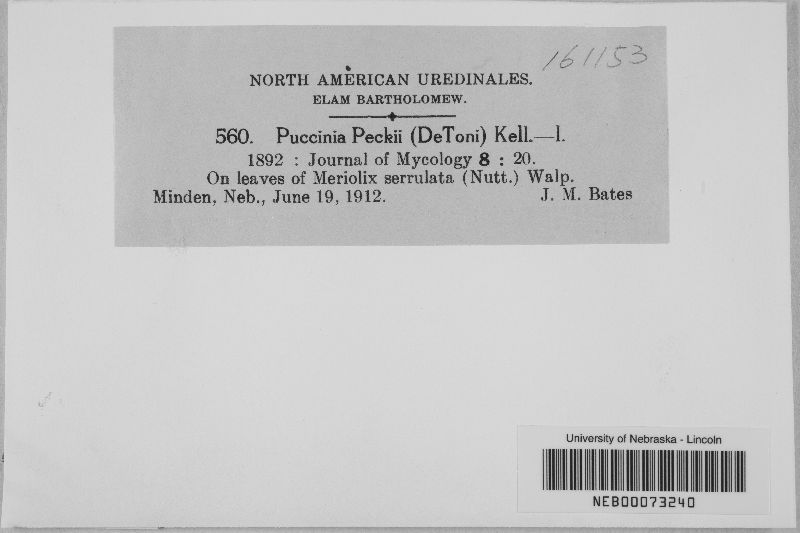 161153
NORTH AMERICAN UREDINALES.
ELAM BARTHOLOMEW.
560. Puccinia Peckii (DeToni) Kell.—I.
1892 : Journal of Mycology 8 : 20.
On leaves of Meriolix serrulata (Nutt.) Walp.
Minden, Neb., June 19, 1912. J. M. Bates
University of Nebraska - Lincoln
NEB00073240